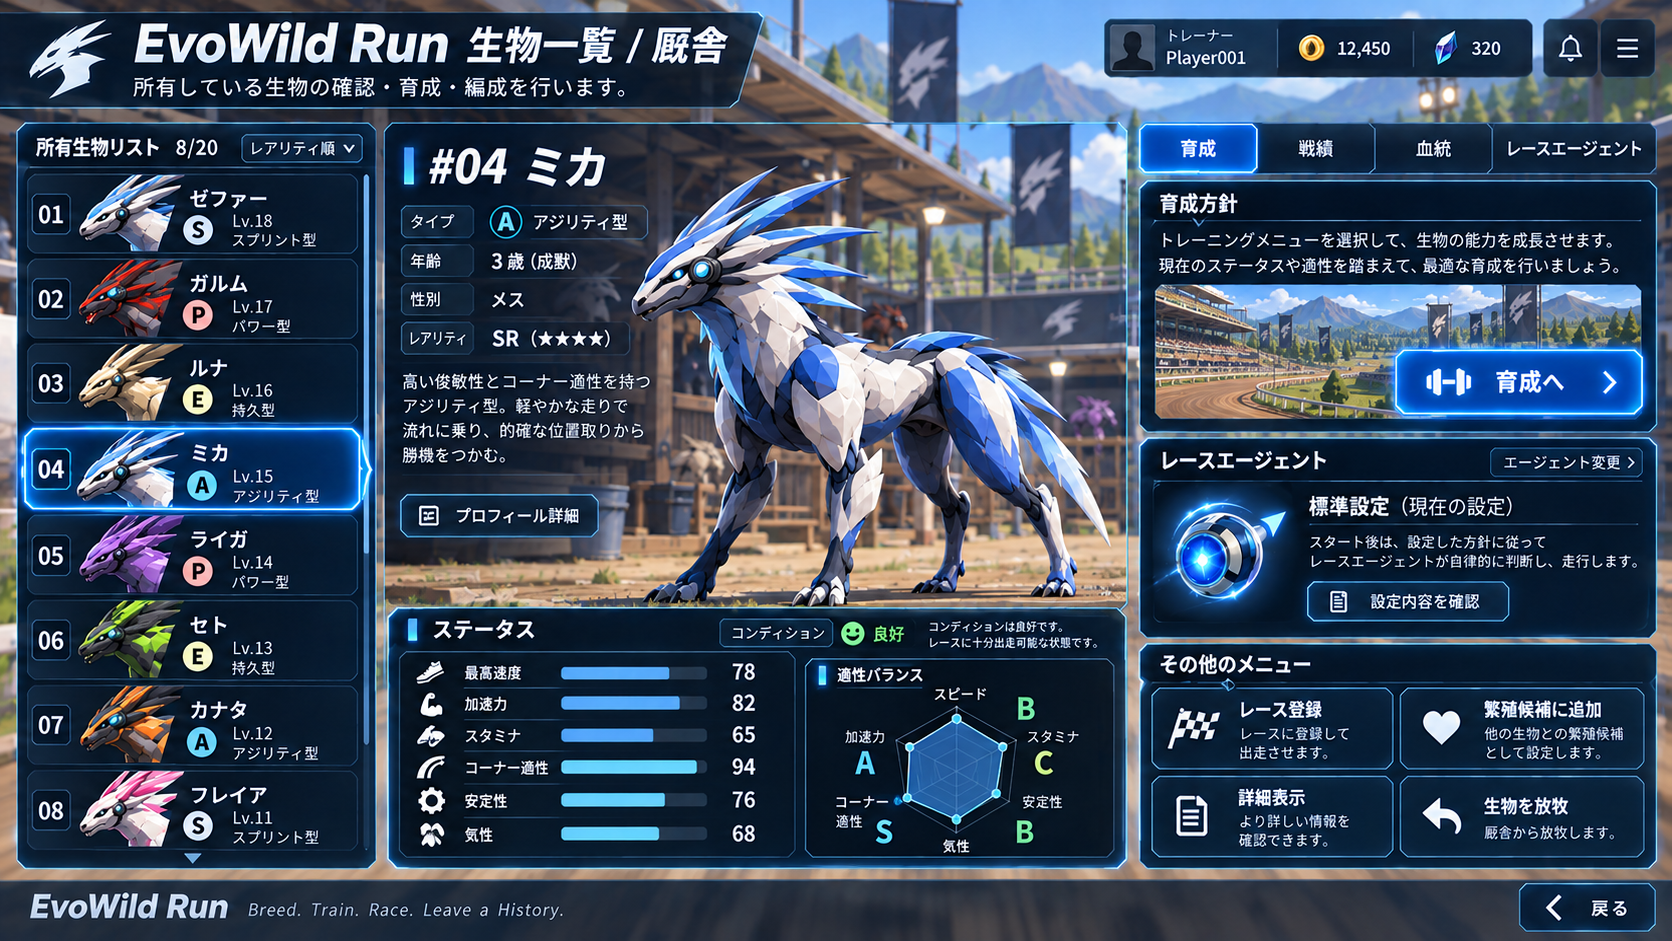 EvoWild Run 生物一覧 / 厩舎
所有している生物の確認・育成・編成を行います。
トレーナー
Player001
12,450
320
所有生物リスト 8/20
レアリティ順
01
ゼファー
S
Lv.18
スプリント型
02
ガルム
P
Lv.17
パワー型
03
ルナ
E
Lv.16
持久型
04
ミカ
A
Lv.15
アジリティ型
05
ライガ
P
Lv.14
パワー型
06
セト
E
Lv.13
持久型
07
カナタ
A
Lv.12
アジリティ型
08
フレイア
S
Lv.11
スプリント型
#04 ミカ
タイプ
A アジリティ型
年齢
3 歳 (成獣)
性別
メス
レアリティ
SR (★★★★)
高い俊敏性とコーナー適性を持つ
アジリティ型。軽やかな走りで
流れに乗り、的確な位置取りから
勝機をつかむ。
プロフィール詳細
ステータス
コンディション
良好
コンディションは良好です。
レースに十分出走可能な状態です。
最高速度 78
加速力 82
スタミナ 65
コーナー適性 94
安定性 76
気性 68
適性バランス
スピード
B
加速力
A
スタミナ
C
コーナー
適性
S
安定性
B
気性
育成
戦績
血統
レースエージェント
育成方針
トレーニングメニューを選択して、生物の能力を成長させます。
現在のステータスや適性を踏まえて、最適な育成を行いましょう。
育成へ
レースエージェント
エージェント変更
標準設定 (現在の設定)
スタート後は、設定した方針に従って
レースエージェントが自律的に判断し、走行します。
設定内容を確認
その他のメニュー
レース登録
レースに登録して
出走させます。
繁殖候補に追加
他の生物との繁殖候補
として設定します。
詳細表示
より詳しい情報を
確認できます。
生物を放牧
厩舎から放牧します。
EvoWild Run
Breed. Train. Race. Leave a History.
戻る